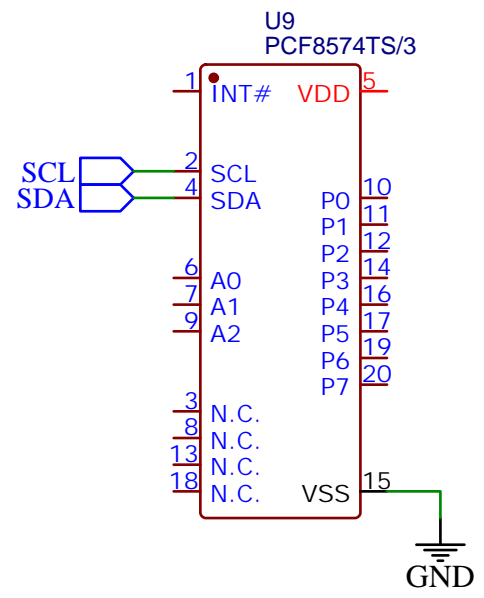 U9
PCF8574TS/3
1 INT# VDD 5
SCL 2 SCL
SDA 4 SDA P0 10
P1 11
P2 12
6 A0 P3 14
7 A1 P4 16
9 A2 P5 17
P6 19
P7 20
3 N.C.
8 N.C.
13 N.C.
18 N.C. VSS 15
GND